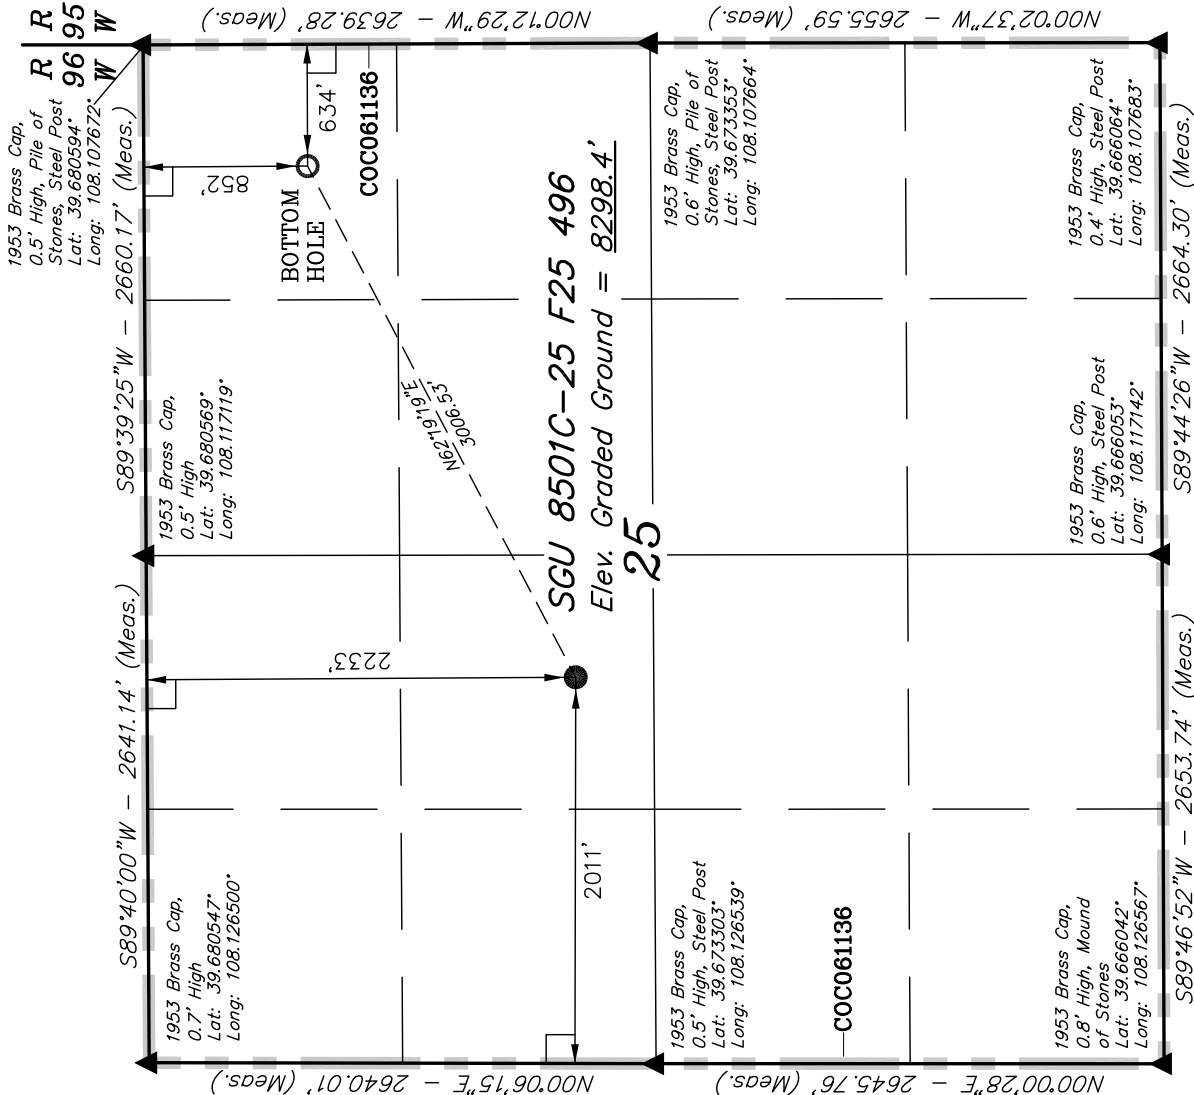 R R
96 95
W W
1953 Brass Cap,
0.5' High, Pile of
Stones, Steel Post
Lat: 39.680594°
Long: 108.107672°
S89°40'00"W - 2641.14' (Meas.)
S89°39'25"W - 2660.17' (Meas.)
1953 Brass Cap,
0.7' High
Lat: 39.680547°
Long: 108.126500°
1953 Brass Cap,
0.5' High
Lat: 39.680569°
Long: 108.117119°
852'
634'
BOTTOM
HOLE
COC061136
N00°12'29"W - 2639.28' (Meas.)
N00°06'15"E - 2640.01' (Meas.)
N62°19'19"E
3006.53'
2233'
2011'
SGU 8501C-25 F25 496
Elev. Graded Ground = 8298.4'
25
1953 Brass Cap,
0.5' High, Steel Post
Lat: 39.673303°
Long: 108.126539°
1953 Brass Cap,
0.6' High, Pile of
Stones, Steel Post
Lat: 39.673353°
Long: 108.107664°
COC061136
N00°00'28"E - 2645.76' (Meas.)
N00°02'37"W - 2655.59' (Meas.)
1953 Brass Cap,
0.8' High, Mound
of Stones
Lat: 39.666042°
Long: 108.126567°
1953 Brass Cap,
0.6' High, Steel Post
Lat: 39.666053°
Long: 108.117142°
1953 Brass Cap,
0.4' High, Steel Post
Lat: 39.666064°
Long: 108.107683°
S89°46'52"W - 2653.74' (Meas.)
S89°44'26"W - 2664.30' (Meas.)